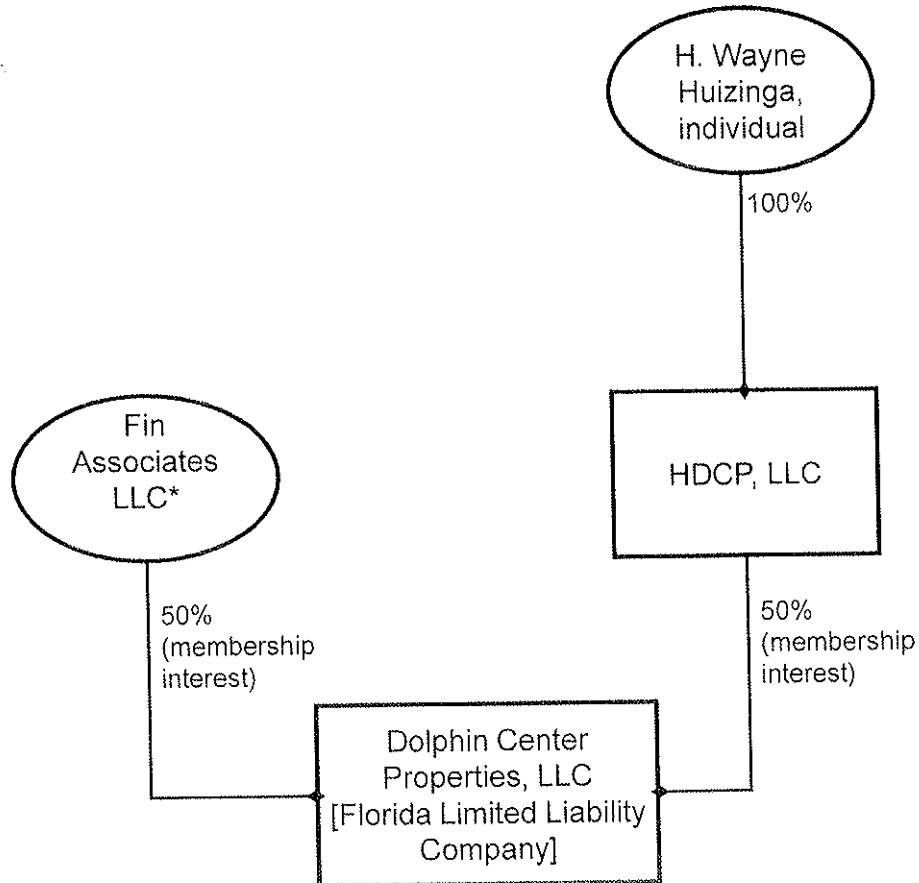 H. Wayne
Huizinga,
individual
100%
Fin
Associates
LLC*
HDCP, LLC
50%
(membership
interest)
50%
(membership
interest)
Dolphin Center
Properties, LLC
[Florida Limited Liability
Company]